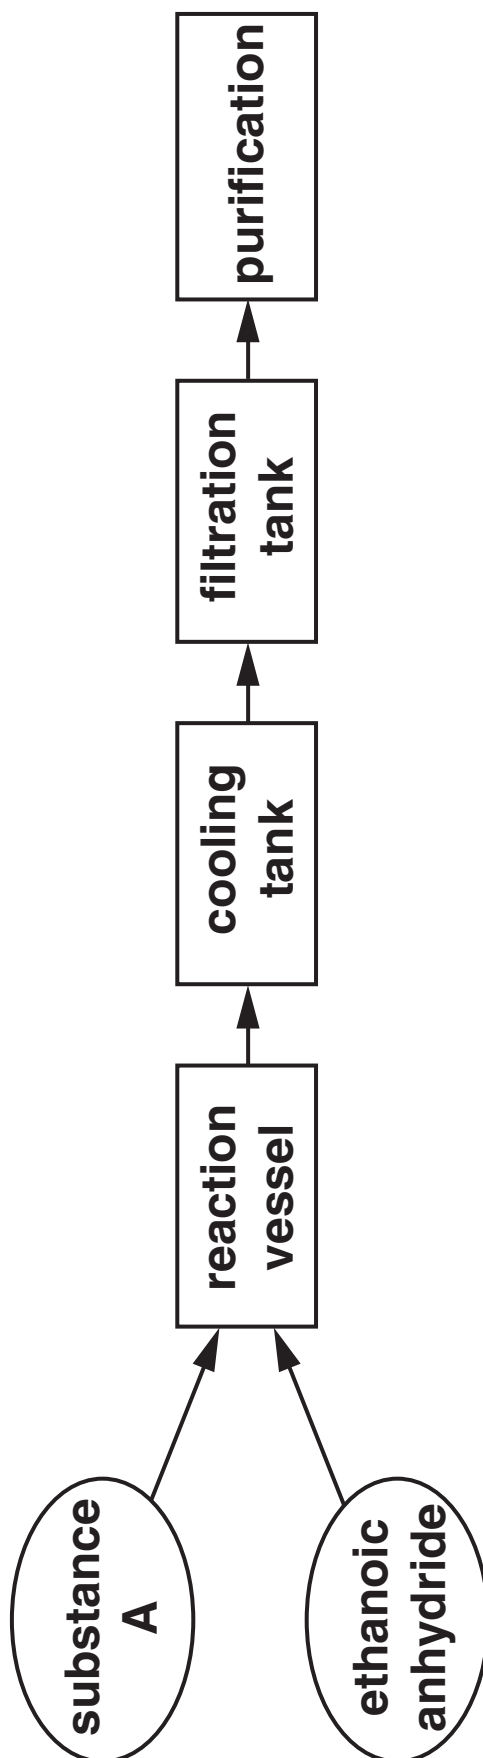 substance
A
ethanoic
anhydride
reaction
vessel
cooling
tank
filtration
tank
purification